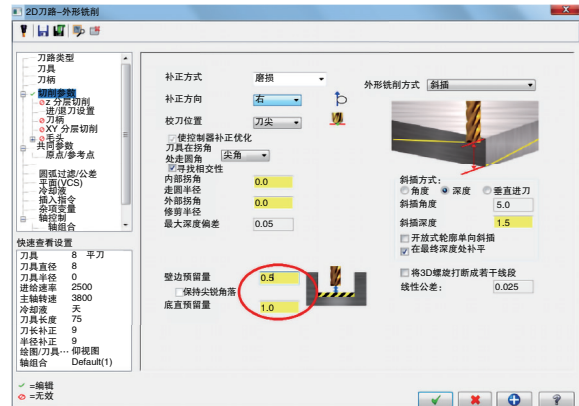 2D刀路-外形铣削
刀路类型
刀具
刀柄
切削参数
Z 分层切削
进/退刀设置
刀柄
XY 分层切削
毛头
共同参数
原点/参考点
圆弧过滤/公差
平面(VCS)
冷却液
插入指令
杂项变量
轴控制
轴组合
快速查看设置
刀具 8 平刀
刀具直径 8
刀具半径 0
进给速率 2500
主轴转速 3800
冷却液 天
刀具长度 75
刀长补正 9
半径补正 9
绘图/刀具… 仰视图
轴组合 Default(1)
=编辑
=无效
补正方式 磨损
补正方向 右
校刀位置 刀尖
使控制器补正优化
刀具在拐角
处走圆角 尖角
寻找相交性
内部拐角 0.0
走圆半径
外部拐角 0.0
修剪半径
最大深度偏差 0.05
壁边预留量 0.5
保持尖锐角落
底直预留量 1.0
外形铣削方式 斜插
斜插方式:
角度 深度 垂直进刀
斜插角度 5.0
斜插深度 1.5
开放式轮廓单向斜插
在最终深度处补平
将3D螺旋打断成若干线段
线性公差: 0.025